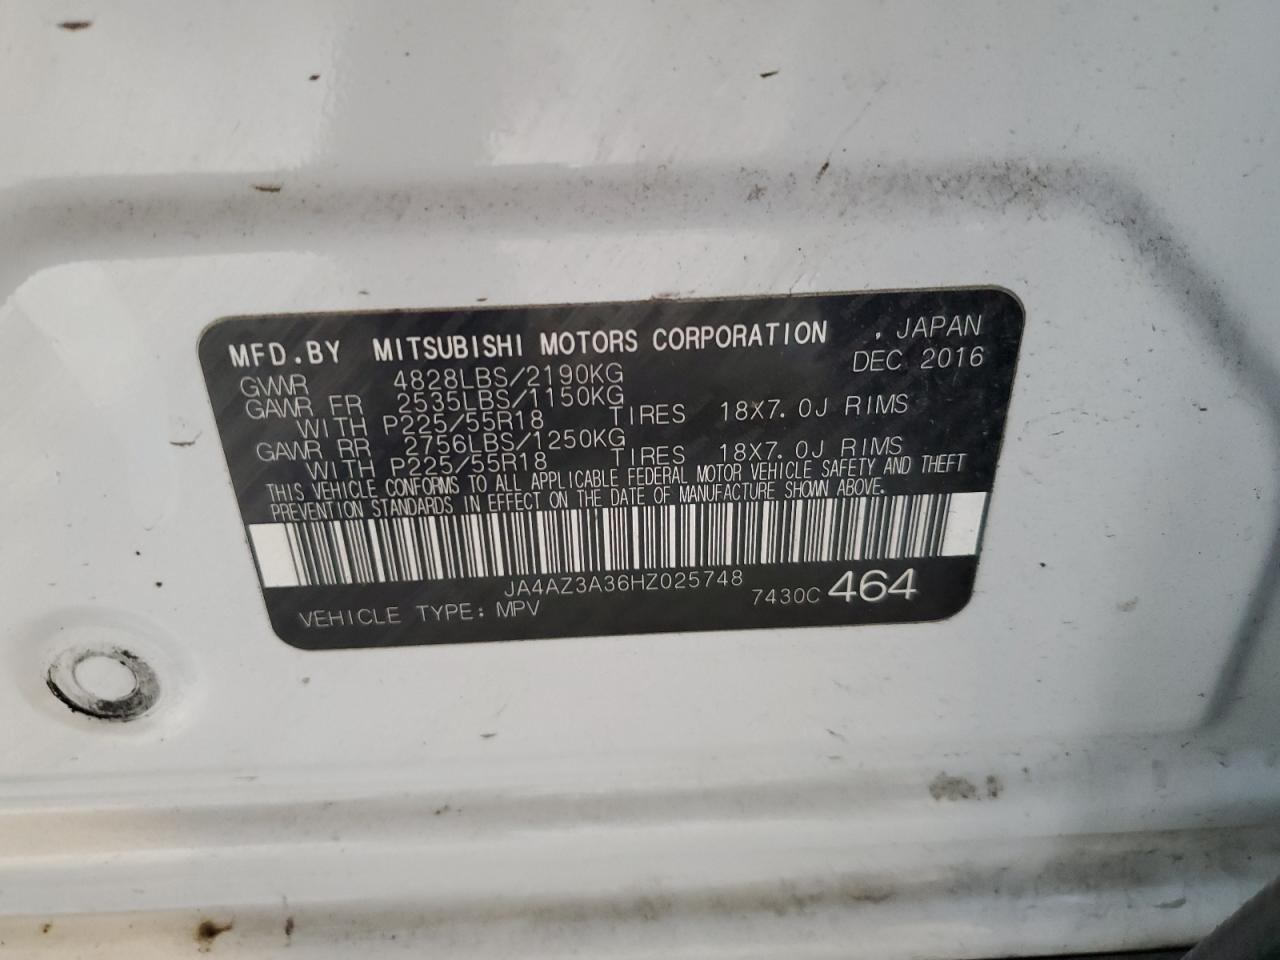 MFD.BY MITSUBISHI MOTORS CORPORATION , JAPAN
DEC 2016
GVWR 4828LBS/2190KG
GAWR FR 2535LBS/1150KG
WITH P225/55R18 TIRES 18X7.0J RIMS
GAWR RR 2756LBS/1250KG
WITH P225/55R18 TIRES 18X7.0J RIMS
THIS VEHICLE CONFORMS TO ALL APPLICABLE FEDERAL MOTOR VEHICLE SAFETY AND THEFT
PREVENTION STANDARDS IN EFFECT ON THE DATE OF MANUFACTURE SHOWN ABOVE.
JA4AZ3A36HZ025748
VEHICLE TYPE: MPV 7430C 464